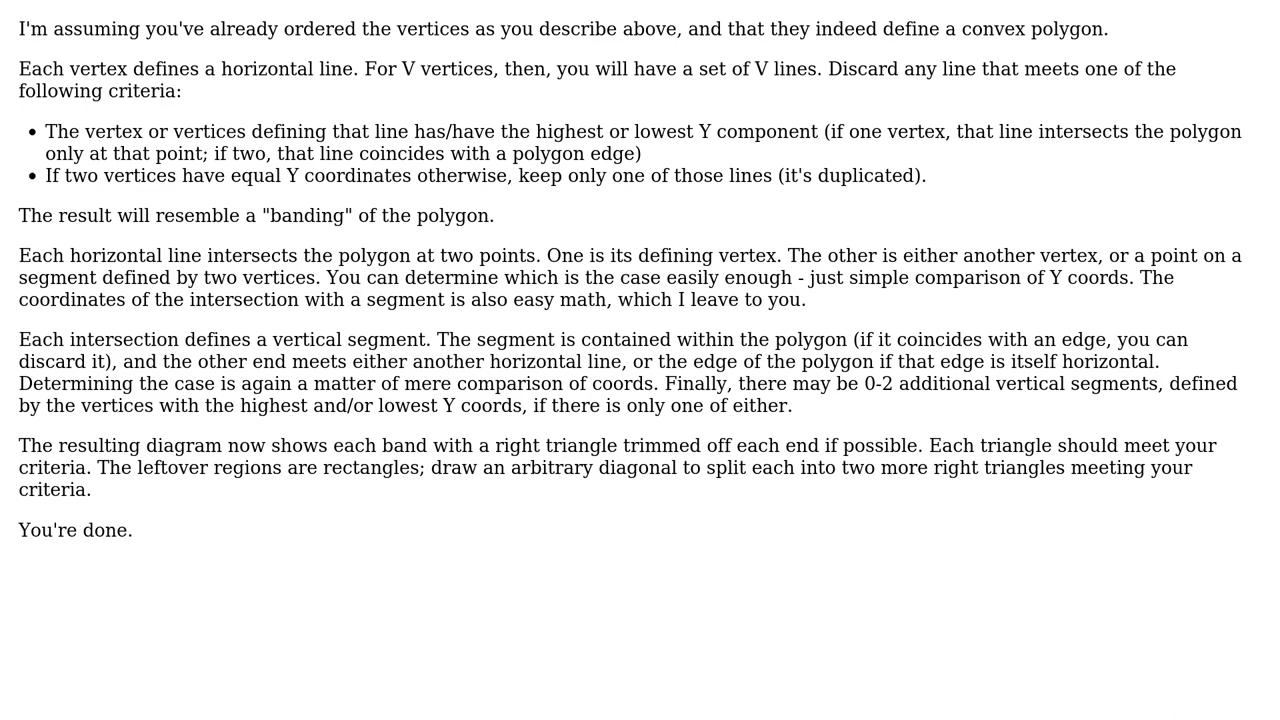 I'm assuming you've already ordered the vertices as you describe above, and that they indeed define a convex polygon.
Each vertex defines a horizontal line. For V vertices, then, you will have a set of V lines. Discard any line that meets one of the
following criteria:
• The vertex or vertices defining that line has/have the highest or lowest Y component (if one vertex, that line intersects the polygon
only at that point; if two, that line coincides with a polygon edge)
• If two vertices have equal Y coordinates otherwise, keep only one of those lines (it's duplicated).
The result will resemble a "banding" of the polygon.
Each horizontal line intersects the polygon at two points. One is its defining vertex. The other is either another vertex, or a point on a
segment defined by two vertices. You can determine which is the case easily enough - just simple comparison of Y coords. The
coordinates of the intersection with a segment is also easy math, which I leave to you.
Each intersection defines a vertical segment. The segment is contained within the polygon (if it coincides with an edge, you can
discard it), and the other end meets either another horizontal line, or the edge of the polygon if that edge is itself horizontal.
Determining the case is again a matter of mere comparison of coords. Finally, there may be 0-2 additional vertical segments, defined
by the vertices with the highest and/or lowest Y coords, if there is only one of either.
The resulting diagram now shows each band with a right triangle trimmed off each end if possible. Each triangle should meet your
criteria. The leftover regions are rectangles; draw an arbitrary diagonal to split each into two more right triangles meeting your
criteria.
You're done.